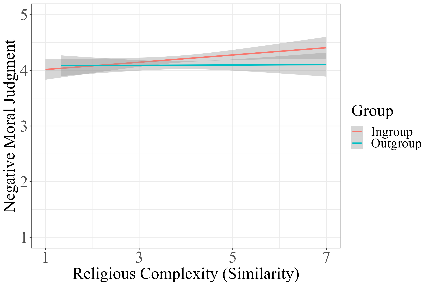 5
4
3
2
1
Negative Moral Judgment
1
3
5
7
Religious Complexity (Similarity)
Group
Ingroup
Outgroup